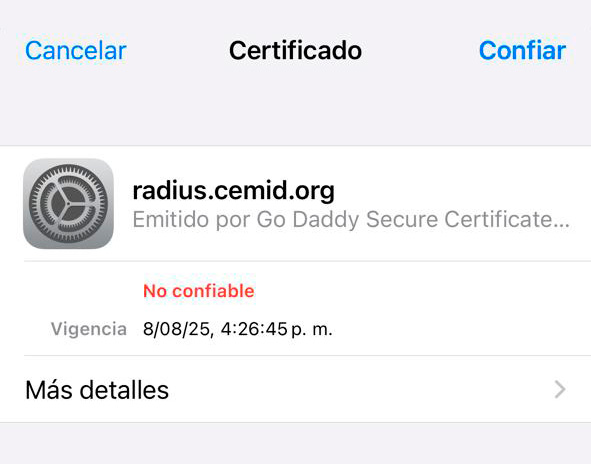 Cancelar Certificado Confiar
radius.cemid.org
Emitido por Go Daddy Secure Certificate...
No confiable
Vigencia 8/08/25, 4:26:45 p. m.
Más detalles